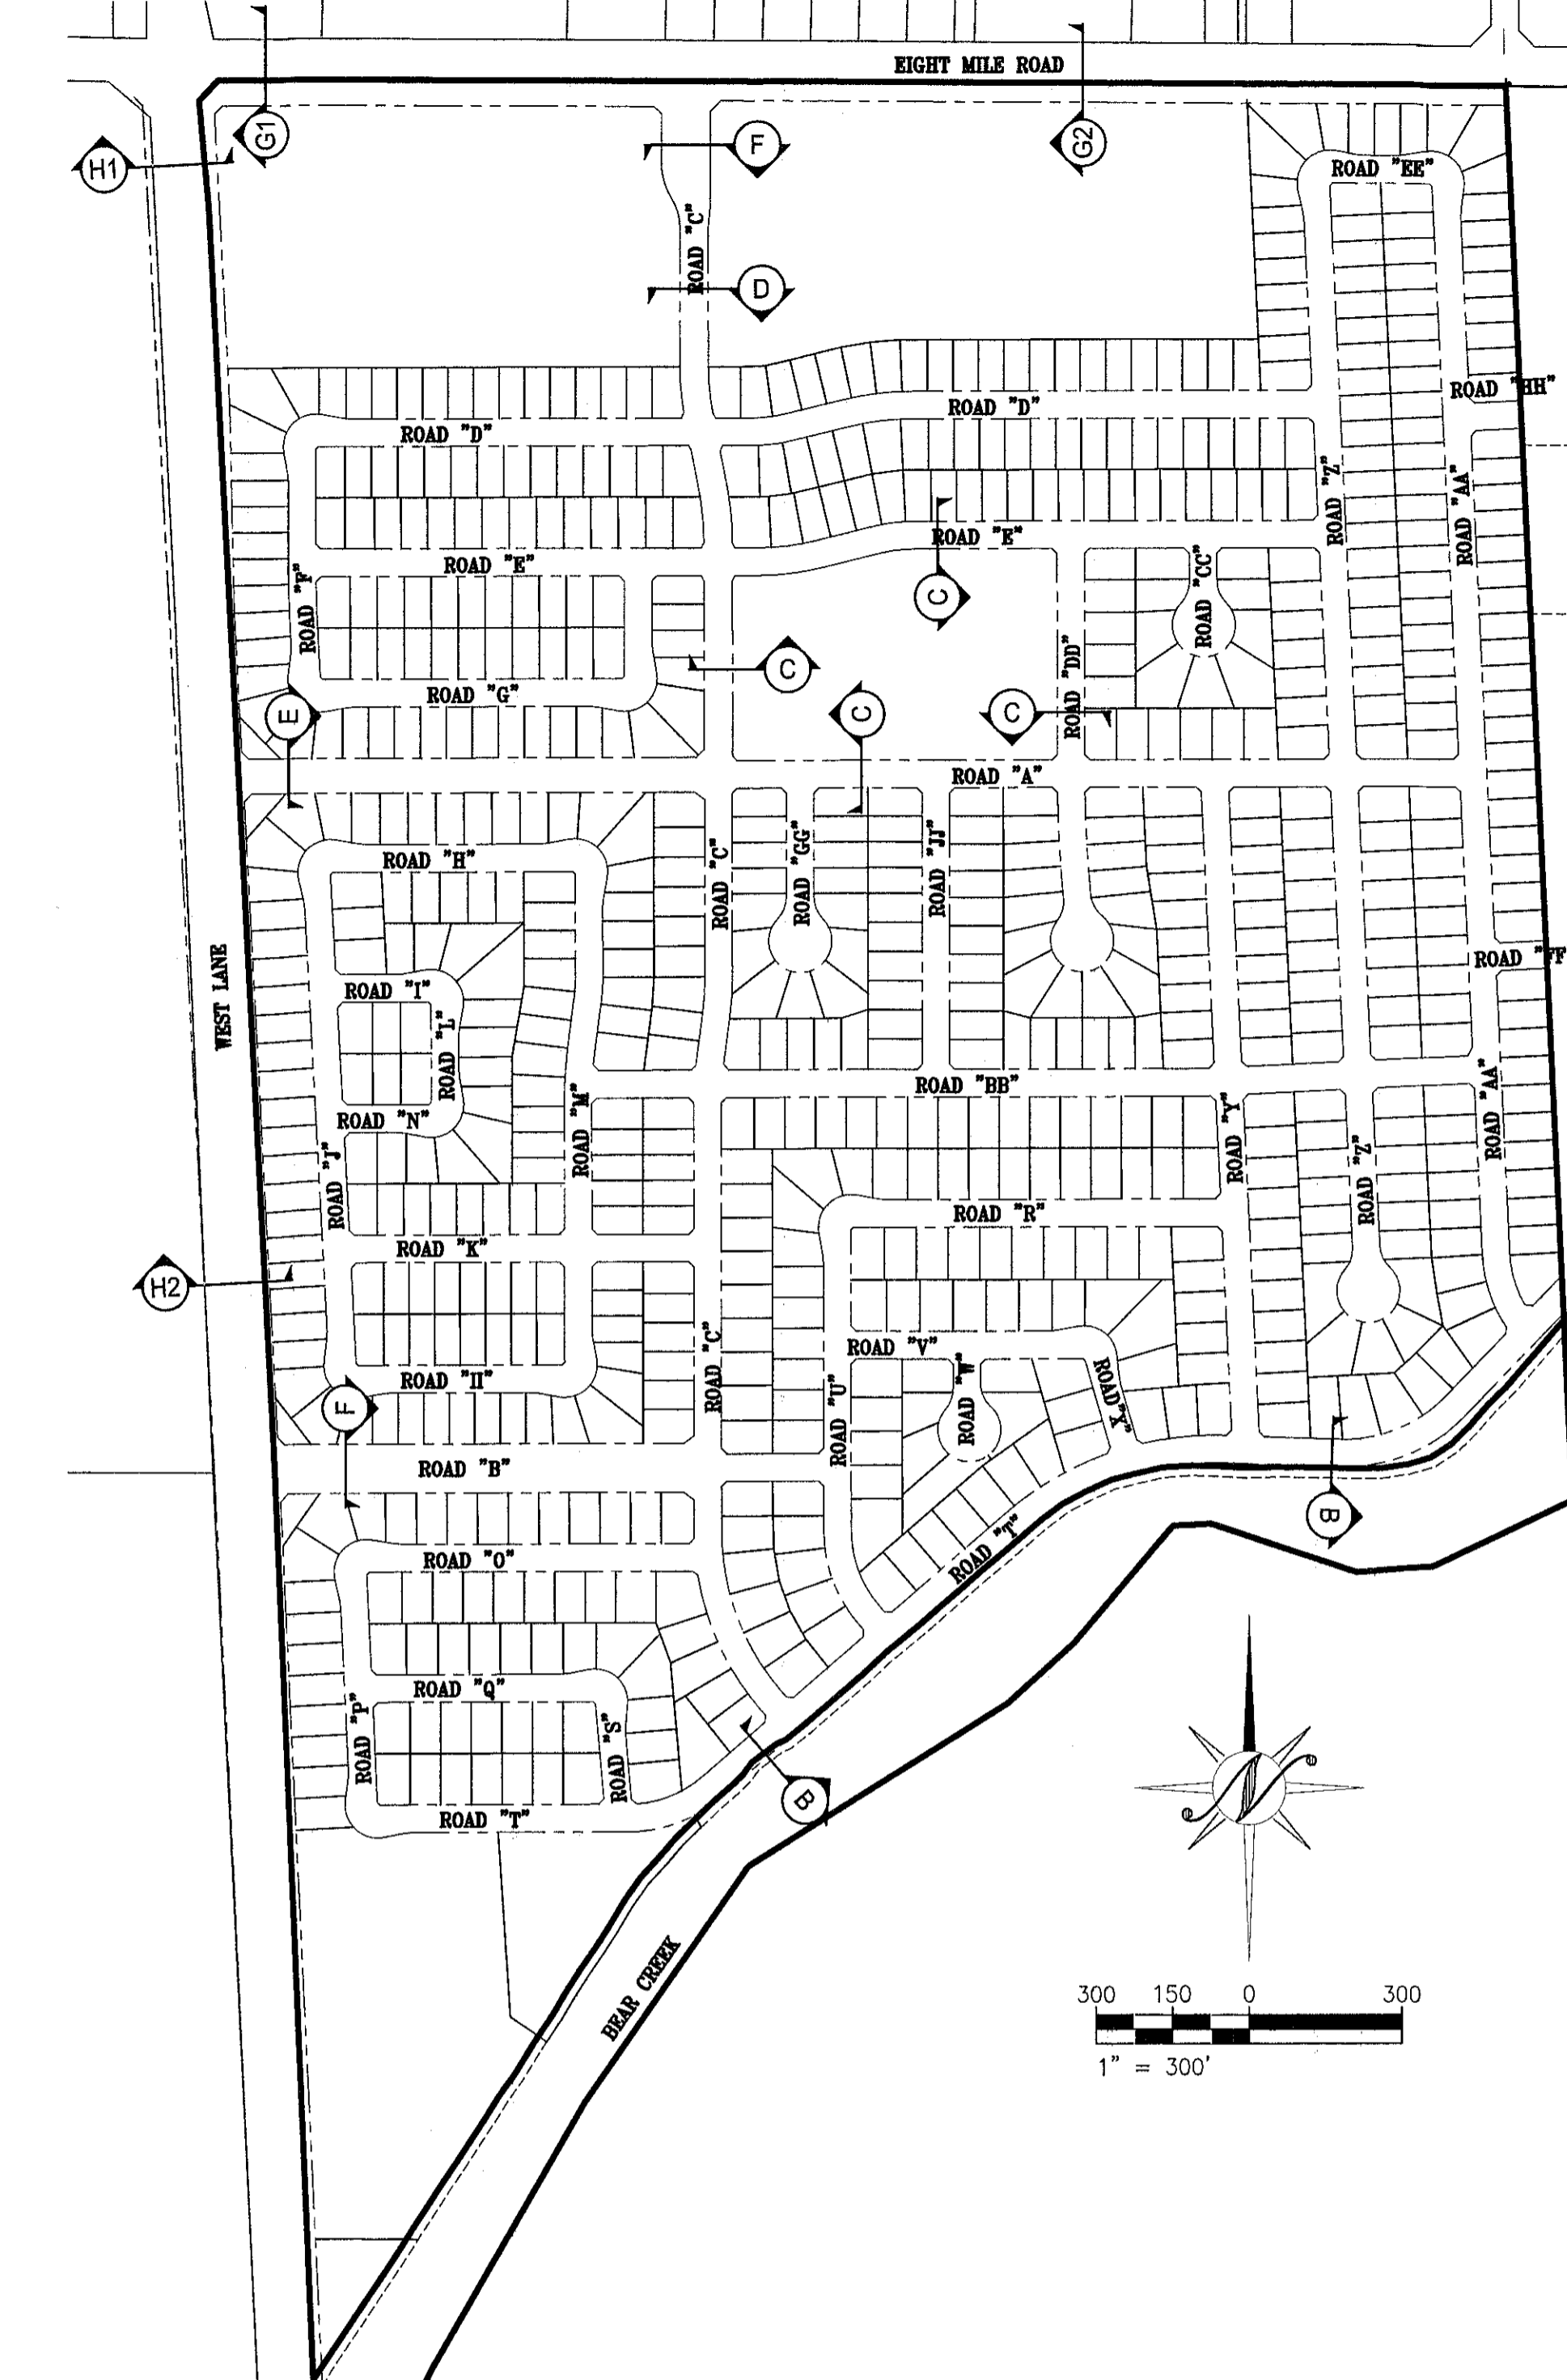 EIGHT MILE ROAD
G1
G2
H1
F
ROAD "EE"
ROAD "C"
D
ROAD "HH"
ROAD "D"
ROAD "D"
ROAD "Z"
ROAD "AA"
ROAD "E"
ROAD "E"
ROAD "CC"
ROAD "F"
C
ROAD "DD"
C
ROAD "G"
E
C
C
ROAD "A"
ROAD "H"
ROAD "C"
ROAD "GG"
ROAD "JJ"
WEST LANE
ROAD "I"
ROAD "L"
ROAD "FF
ROAD "BB"
ROAD "N"
ROAD "M"
ROAD "Y"
ROAD "AA"
ROAD "J"
ROAD "Z"
ROAD "R"
ROAD "K"
H2
ROAD "V"
ROAD "C"
ROAD "II"
ROAD "U"
ROAD "W"
ROAD "X"
F
ROAD "B"
B
ROAD "O"
ROAD "T"
ROAD "Q"
ROAD "P"
ROAD "S"
B
ROAD "T"
BEAR CREEK
300 150 0 300
1" = 300'